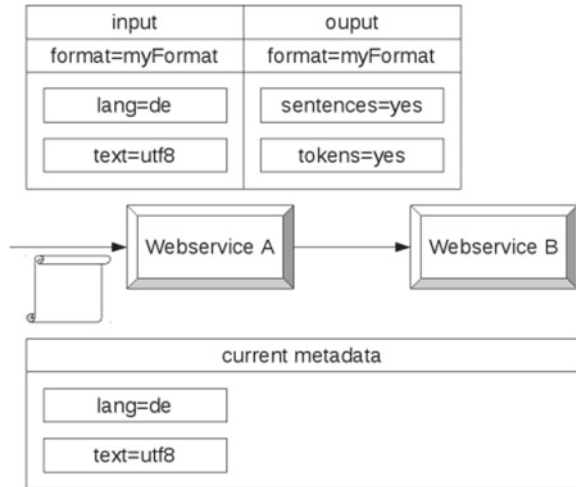 input ouput
format=myFormat format=myFormat
lang=de sentences=yes
text=utf8 tokens=yes
Webservice A Webservice B
current metadata
lang=de
text=utf8